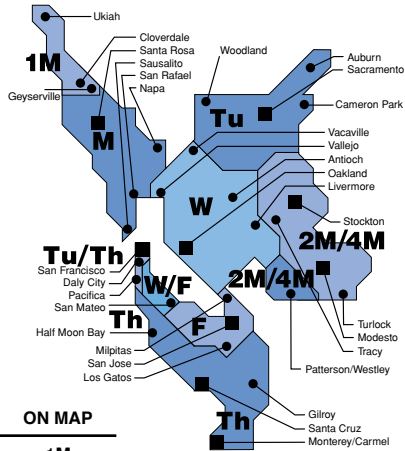 Ukiah
Cloverdale
Santa Rosa
Sausalito
San Rafael
Napa
Geyserville
1M
M
Woodland
Auburn
Sacramento
Cameron Park
Tu
Vacaville
Vallejo
Antioch
Oakland
Livermore
W
Stockton
2M/4M
2M/4M
Tu/Th
San Francisco
Daly City
Pacifica
San Mateo
W/F
Th
F
Half Moon Bay
Milpitas
San Jose
Los Gatos
Turlock
Modesto
Tracy
Patterson/Westley
Th
Gilroy
Santa Cruz
Monterey/Carmel
ON MAP
1M